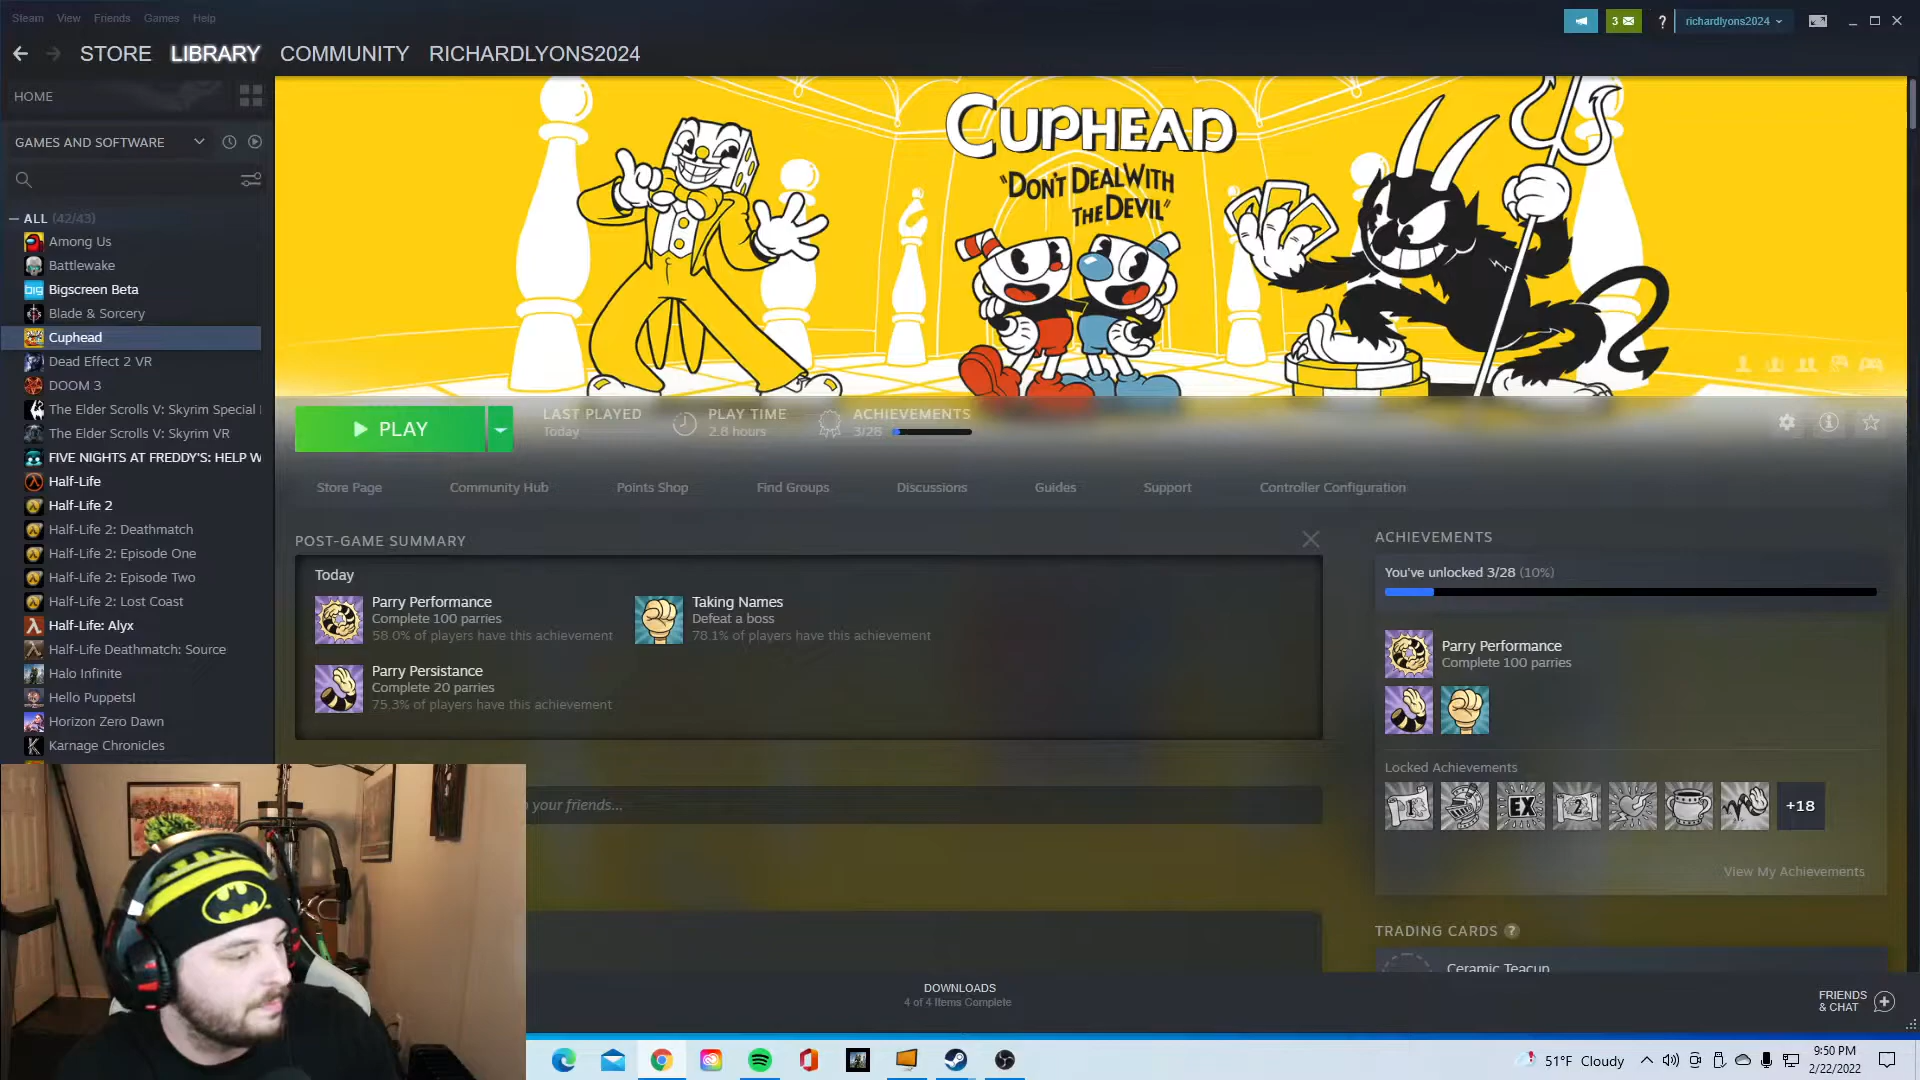 Steam View Friends Games Help
3
?
richardlyons2024
STORE LIBRARY COMMUNITY RICHARDLYONS2024
HOME
GAMES AND SOFTWARE
ALL (42/43)
Among Us
Battlewake
Bigscreen Beta
Blade & Sorcery
Cuphead
Dead Effect 2 VR
DOOM 3
The Elder Scrolls V: Skyrim Special
The Elder Scrolls V: Skyrim VR
FIVE NIGHTS AT FREDDY'S: HELP W
Half-Life
Half-Life 2
Half-Life 2: Deathmatch
Half-Life 2: Episode One
Half-Life 2: Episode Two
Half-Life 2: Lost Coast
Half-Life: Alyx
Half-Life Deathmatch: Source
Halo Infinite
Hello Puppets!
Horizon Zero Dawn
Karnage Chronicles
CUPHEAD
"DON'T DEAL WITH
THE DEVIL"
PLAY
LAST PLAYED
Today
PLAY TIME
2.8 hours
ACHIEVEMENTS
3/28
Store Page Community Hub Points Shop Find Groups Discussions Guides Support Controller Configuration
POST-GAME SUMMARY
Today
Parry Performance
Complete 100 parries
58.0% of players have this achievement
Taking Names
Defeat a boss
78.1% of players have this achievement
Parry Persistance
Complete 20 parries
75.3% of players have this achievement
your friends...
ACHIEVEMENTS
You've unlocked 3/28 (10%)
Parry Performance
Complete 100 parries
Locked Achievements
EX
2
+18
View My Achievements
TRADING CARDS ?
Ceramic Teacup
DOWNLOADS
4 of 4 Items Complete
FRIENDS
& CHAT
51°F Cloudy
9:50 PM
2/22/2022
big